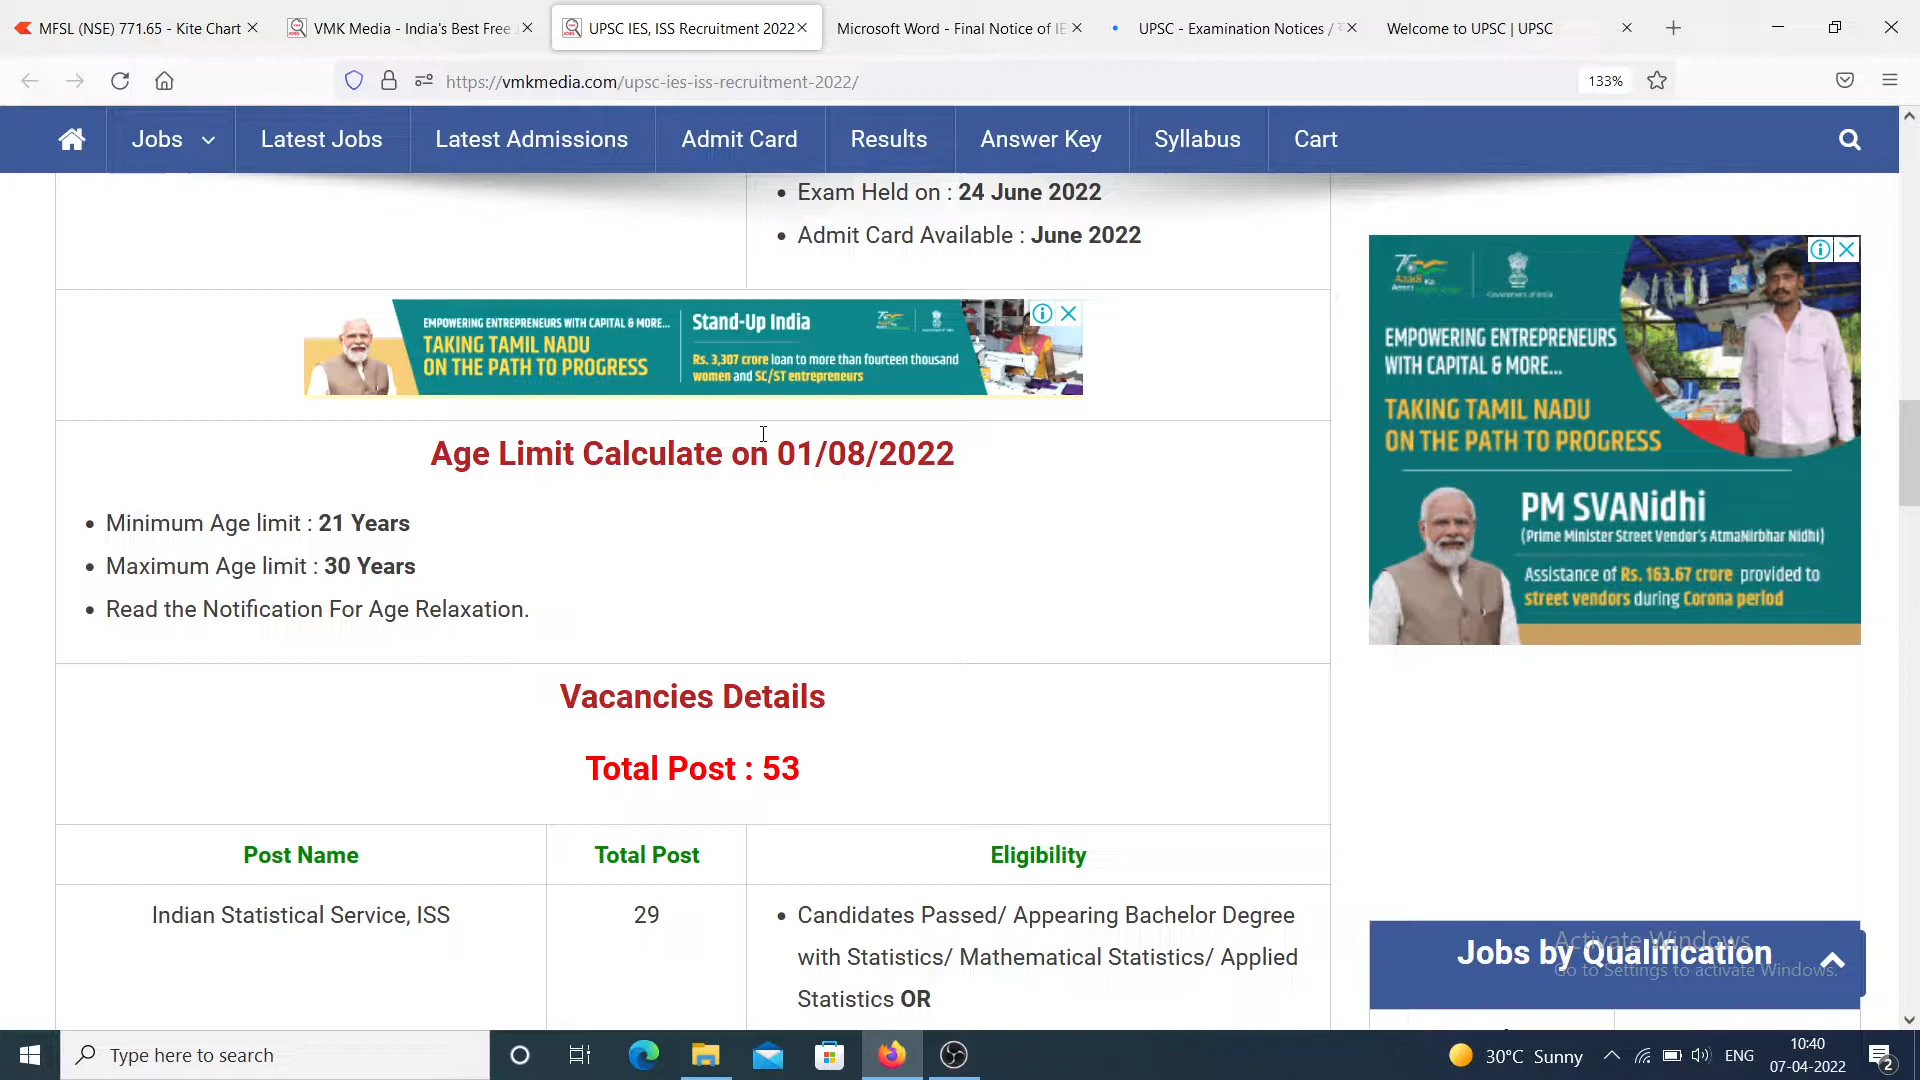 MFSL (NSE) 771.65 - Kite Chart
VMK Media - India's Best Free J
UPSC IES, ISS Recruitment 2022
Microsoft Word - Final Notice of IE
UPSC - Examination Notices /
Welcome to UPSC | UPSC
https://vmkmedia.com/upsc-ies-iss-recruitment-2022/
133%
Jobs
Latest Jobs
Latest Admissions
Admit Card
Results
Answer Key
Syllabus
Cart
Exam Held on : 24 June 2022
Admit Card Available : June 2022
EMPOWERING ENTREPRENEURS WITH CAPITAL & MORE...
TAKING TAMIL NADU
ON THE PATH TO PROGRESS
Stand-Up India
Rs. 3,307 crore loan to more than fourteen thousand
women and SC/ST entrepreneurs
Age Limit Calculate on 01/08/2022
Minimum Age limit : 21 Years
Maximum Age limit : 30 Years
Read the Notification For Age Relaxation.
Vacancies Details
Total Post : 53
Post Name
Total Post
Eligibility
Indian Statistical Service, ISS
29
Candidates Passed/ Appearing Bachelor Degree
with Statistics/ Mathematical Statistics/ Applied
Statistics OR
EMPOWERING ENTREPRENEURS
WITH CAPITAL & MORE...
TAKING TAMIL NADU
ON THE PATH TO PROGRESS
PM SVANidhi
(Prime Minister Street Vendor's AtmaNirbhar Nidhi)
Assistance of Rs. 163.67 crore provided to
street vendors during Corona period
Jobs by Qualification
Activate Windows
Go to Settings to activate Windows.
Type here to search
30°C Sunny
ENG
10:40
07-04-2022
2